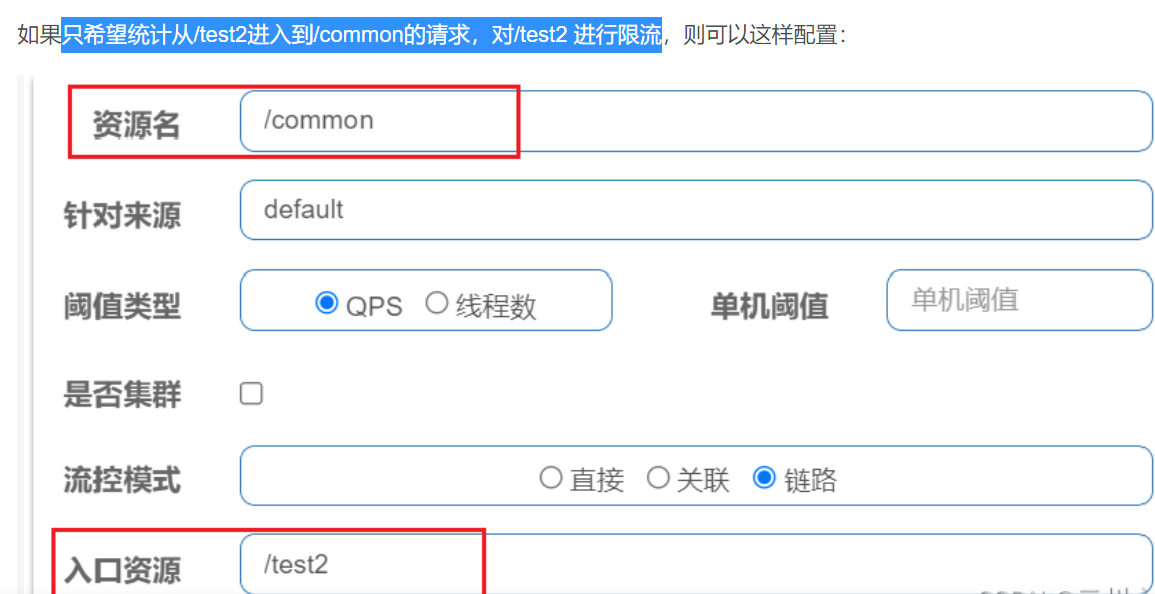 如果只希望统计从/test2进入到/common的请求，对/test2 进行限流，则可以这样配置：
资源名 /common
针对来源 default
阈值类型 QPS 线程数 单机阈值 单机阈值
是否集群
流控模式 直接 关联 链路
入口资源 /test2